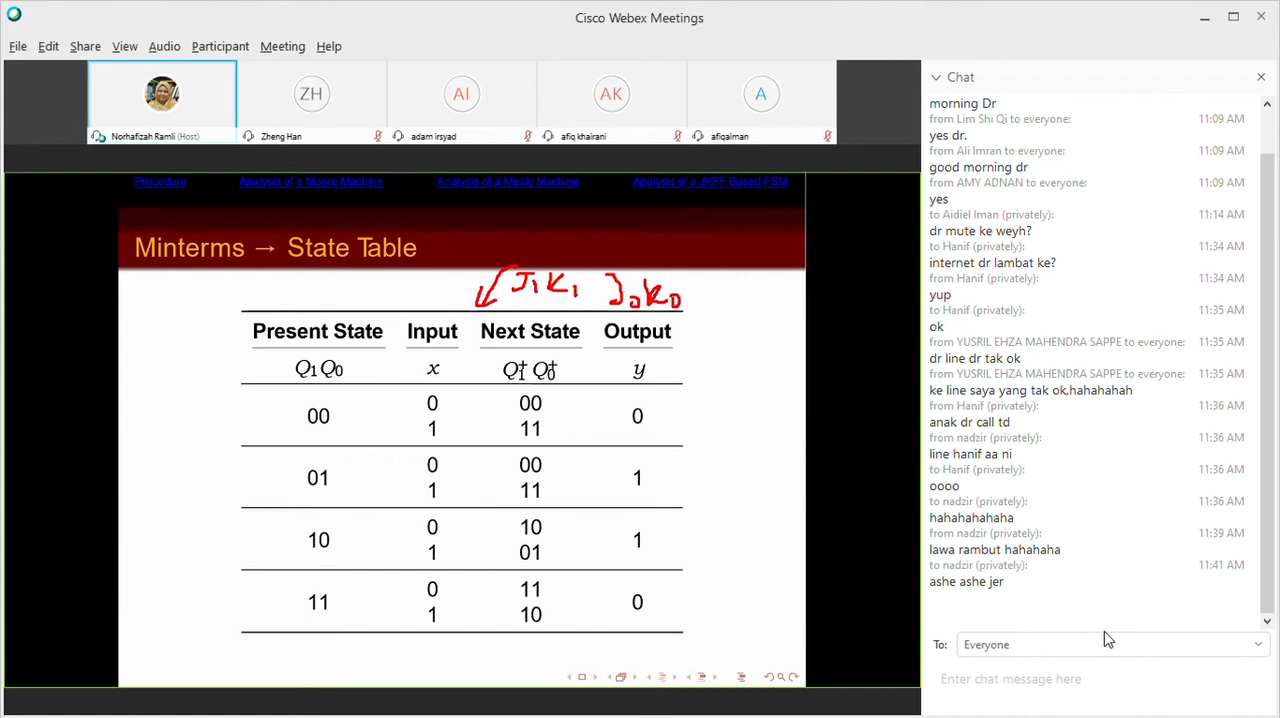 Cisco Webex Meetings
File Edit Share View Audio Participant Meeting Help
ZH AI AK A
Norhafizah Ramli (Host) Zheng Han adam irsyad afiq khairani afiqaiman
Procedure Analysis of a Moore Machine Analysis of a Mealy Machine Analysis of a JKFF Based FSM
Minterms → State Table
J₁K₁ J₀K₀
Present State Input Next State Output
Q₁Q₀ x Q₁⁺Q₀⁺ y
00 0 00 0
1 11
01 0 00 1
1 11
10 0 10 1
1 01
11 0 11 0
1 10
Chat
morning Dr
from Lim Shi Qi to everyone: 11:09 AM
yes dr.
from Ali Imran to everyone: 11:09 AM
good morning dr
from AMY ADNAN to everyone: 11:09 AM
yes
to Aidiel Iman (privately): 11:14 AM
dr mute ke weyh?
to Hanif (privately): 11:34 AM
internet dr lambat ke?
from Hanif (privately): 11:34 AM
yup
to Hanif (privately): 11:35 AM
ok
from YUSRIL EHZA MAHENDRA SAPPE to everyone: 11:35 AM
dr line dr tak ok
from YUSRIL EHZA MAHENDRA SAPPE to everyone: 11:35 AM
ke line saya yang tak ok,hahahahah
from Hanif (privately): 11:36 AM
anak dr call td
from nadzir (privately): 11:36 AM
line hanif aa ni
to Hanif (privately): 11:36 AM
oooo
to nadzir (privately): 11:36 AM
hahahahahaha
from nadzir (privately): 11:39 AM
lawa rambut hahahaha
to nadzir (privately): 11:41 AM
ashe ashe jer
To: Everyone
Enter chat message here